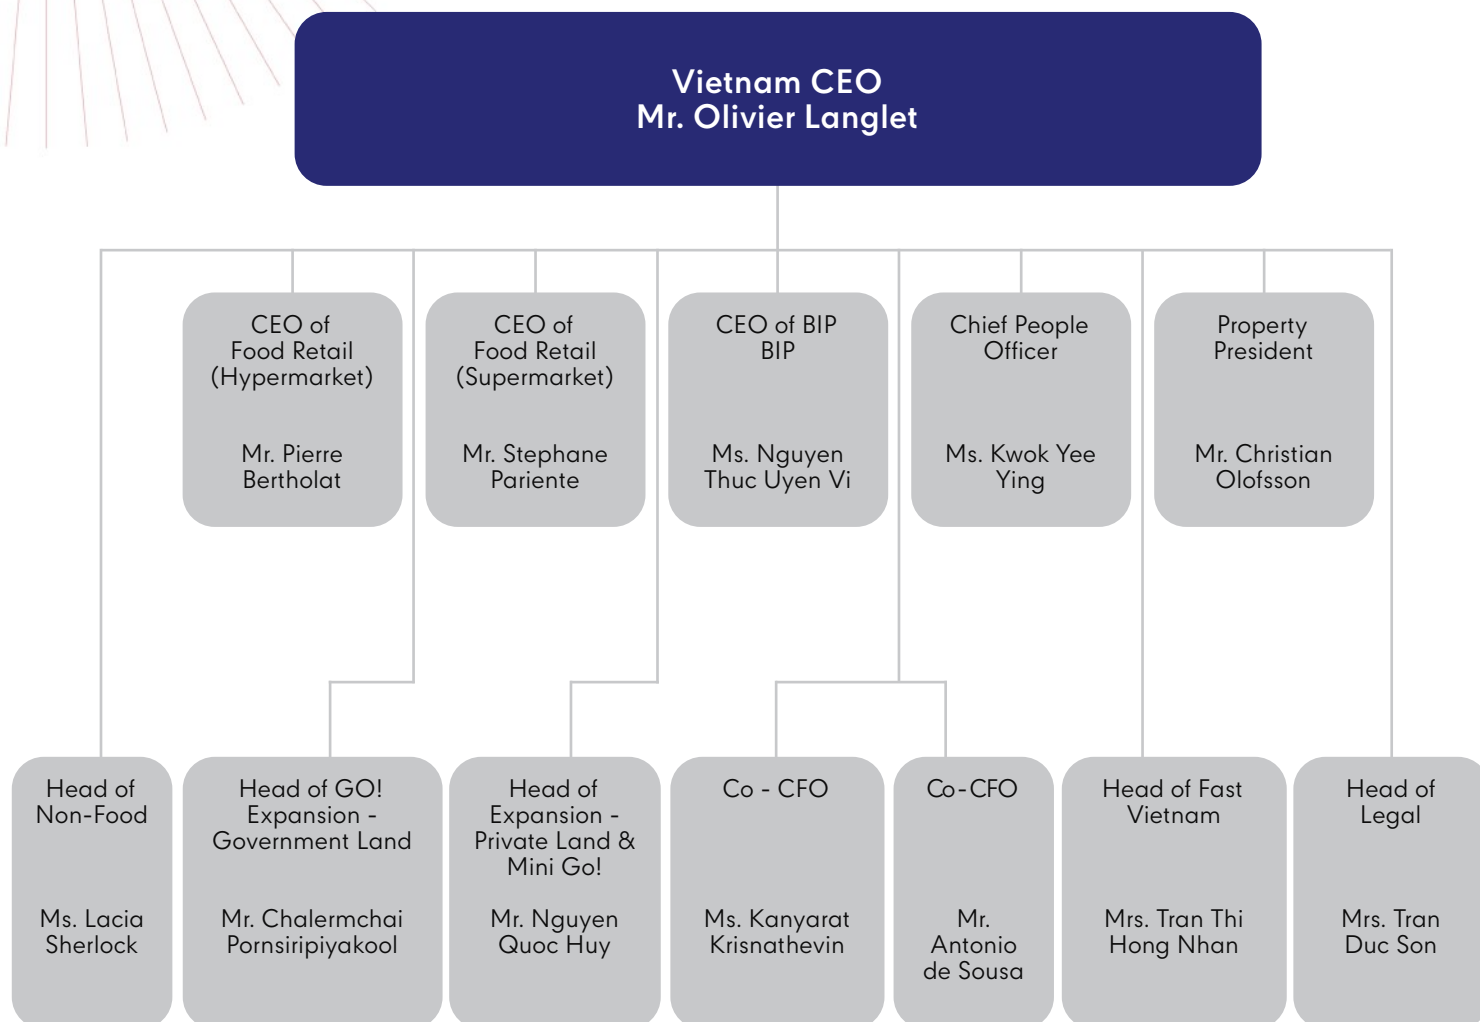 Vietnam CEO
Mr. Olivier Langlet
CEO of
Food Retail
(Hypermarket)
Mr. Pierre
Bertholat
CEO of
Food Retail
(Supermarket)
Mr. Stephane
Pariente
CEO of BIP
BIP
Ms. Nguyen
Thuc Uyen Vi
Chief People
Officer
Ms. Kwok Yee
Ying
Property
President
Mr. Christian
Olofsson
Head of
Non-Food
Ms. Lacia
Sherlock
Head of GO!
Expansion -
Government Land
Mr. Chalermchai
Pornsiripiyakool
Head of
Expansion -
Private Land &
Mini Go!
Mr. Nguyen
Quoc Huy
Co - CFO
Ms. Kanyarat
Krisnathevin
Co-CFO
Mr.
Antonio
de Sousa
Head of Fast
Vietnam
Mrs. Tran Thi
Hong Nhan
Head of
Legal
Mrs. Tran
Duc Son